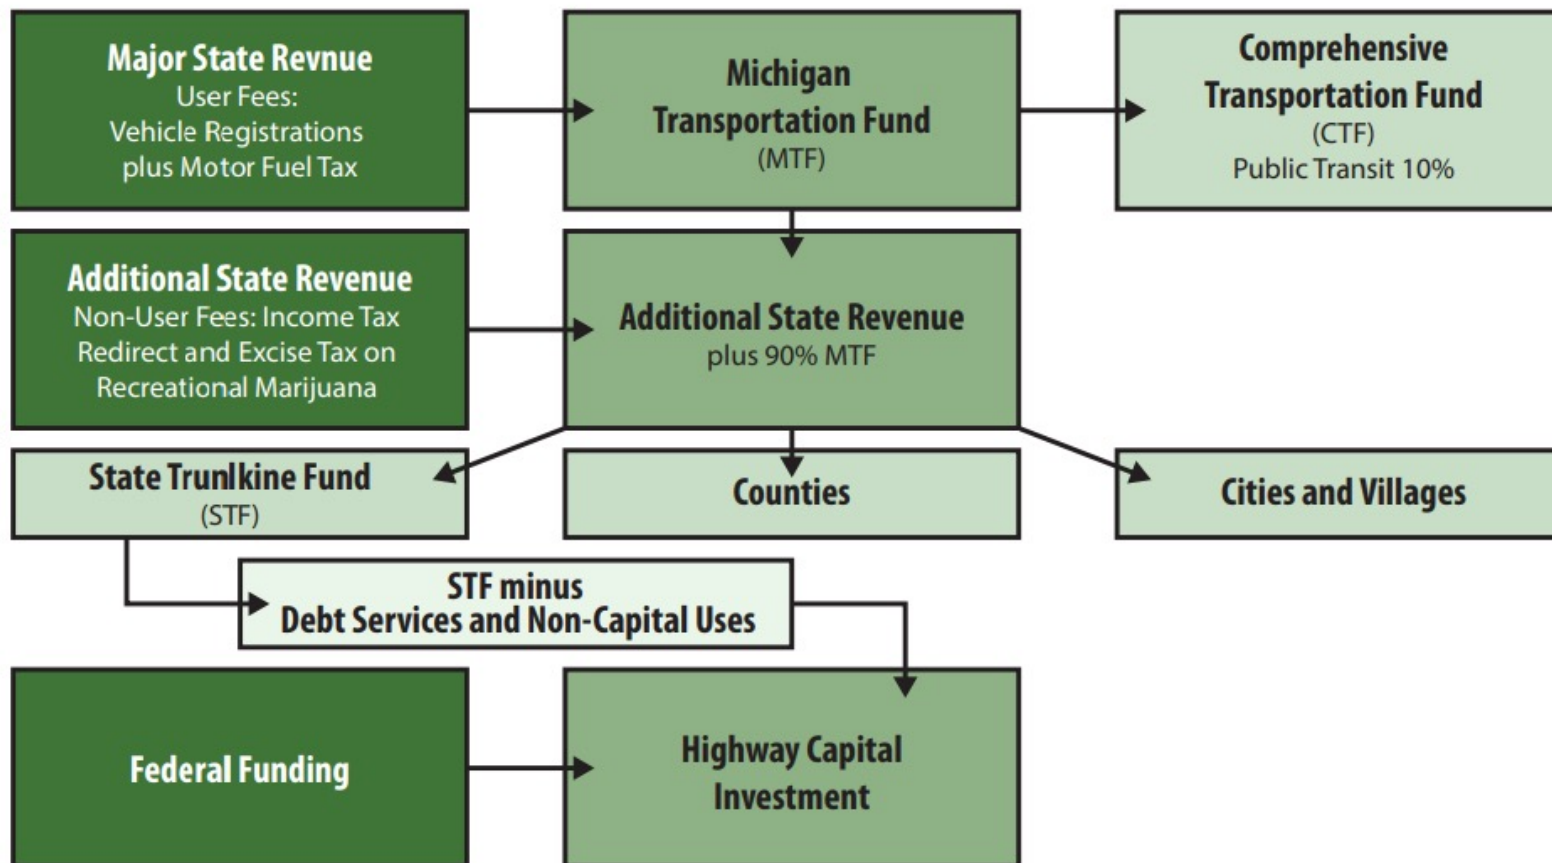 Major State Revnue
User Fees:
Vehicle Registrations
plus Motor Fuel Tax
Michigan
Transportation Fund
(MTF)
Comprehensive
Transportation Fund
(CTF)
Public Transit 10%
Additional State Revenue
Non-User Fees: Income Tax
Redirect and Excise Tax on
Recreational Marijuana
Additional State Revenue
plus 90% MTF
State Trunlkine Fund
(STF)
Counties
Cities and Villages
STF minus
Debt Services and Non-Capital Uses
Federal Funding
Highway Capital
Investment